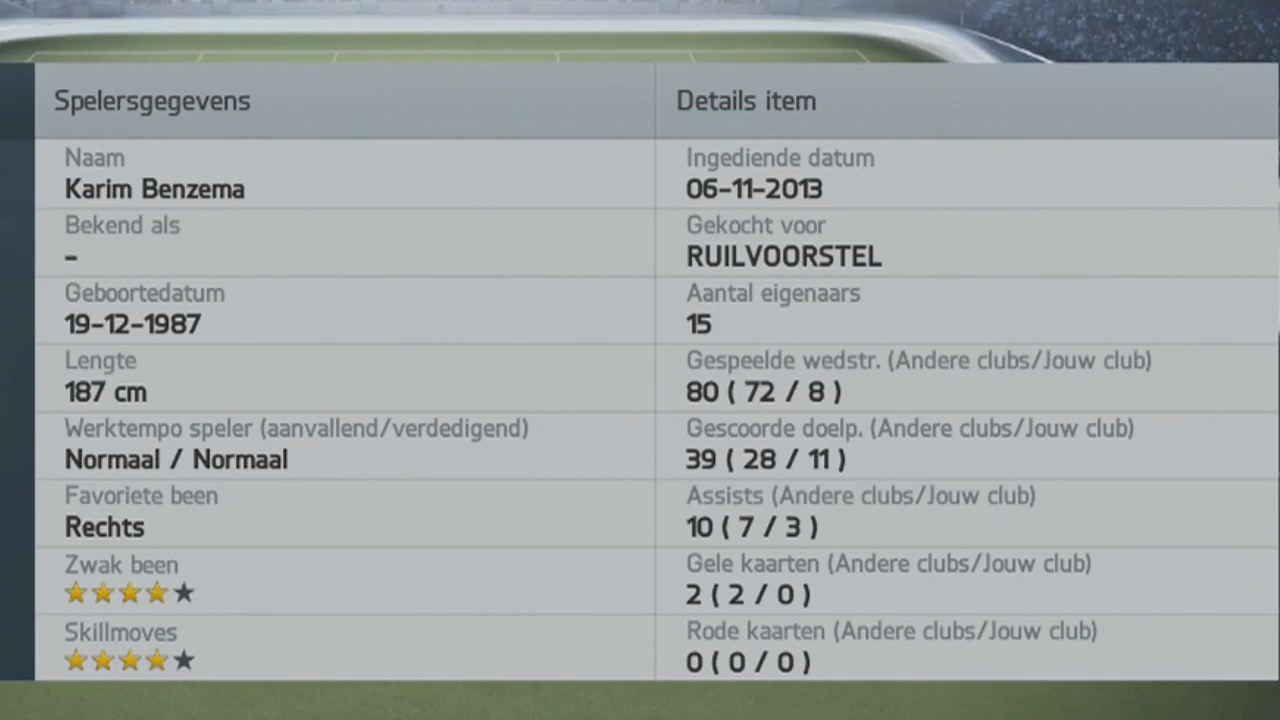 Spelersgegevens
Naam
Karim Benzema
Bekend als
-
Geboortedatum
19-12-1987
Lengte
187 cm
Werktempo speler (aanvallend/verdedigend)
Normaal / Normaal
Favoriete been
Rechts
Zwak been
Skillmoves
Details item
Ingediende datum
06-11-2013
Gekocht voor
RUILVOORSTEL
Aantal eigenaars
15
Gespeelde wedstr. (Andere clubs/Jouw club)
80 ( 72 / 8 )
Gescoorde doelp. (Andere clubs/Jouw club)
39 ( 28 / 11 )
Assists (Andere clubs/Jouw club)
10 ( 7 / 3 )
Gele kaarten (Andere clubs/Jouw club)
2 ( 2 / 0 )
Rode kaarten (Andere clubs/Jouw club)
0 ( 0 / 0 )